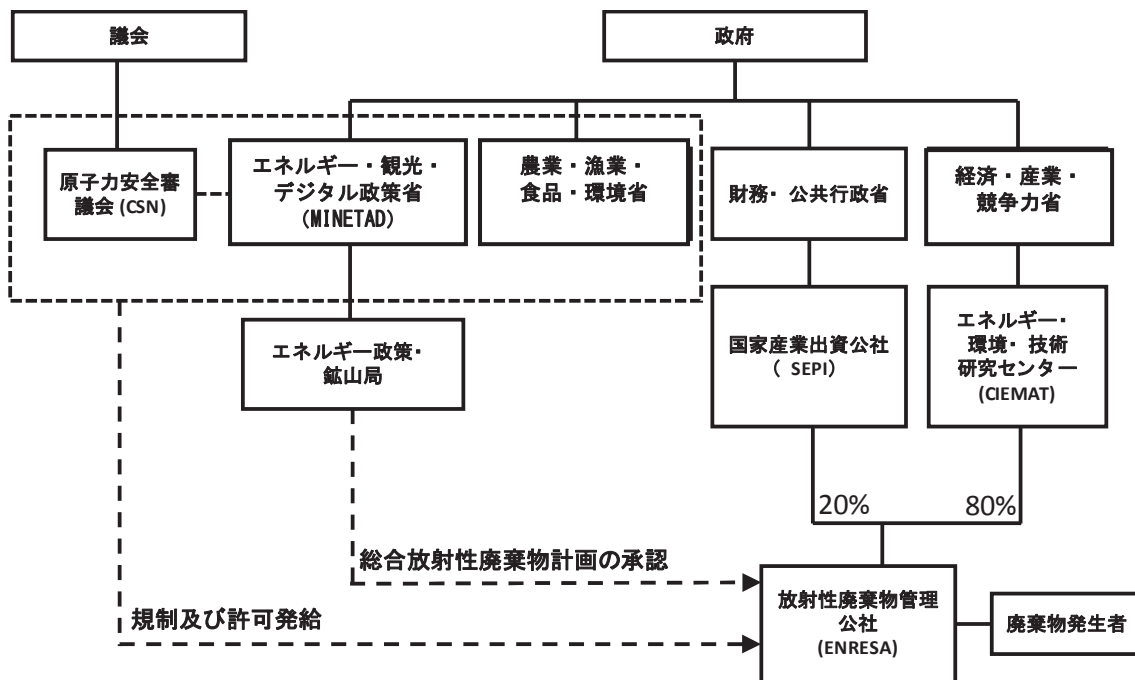 議会
政府
原子力安全審
議会(CSN)
エネルギー・観光・
デジタル政策省
(MINETAD)
農業・漁業・
食品・環境省
財務・公共行政省
経済・産業・
競争力省
エネルギー政策・
鉱山局
国家産業出資公社
( SEPI)
エネルギー・
環境・技術
研究センター
(CIEMAT)
20%
80%
総合放射性廃棄物計画の承認
規制及び許可発給
放射性廃棄物管理
公社
(ENRESA)
廃棄物発生者